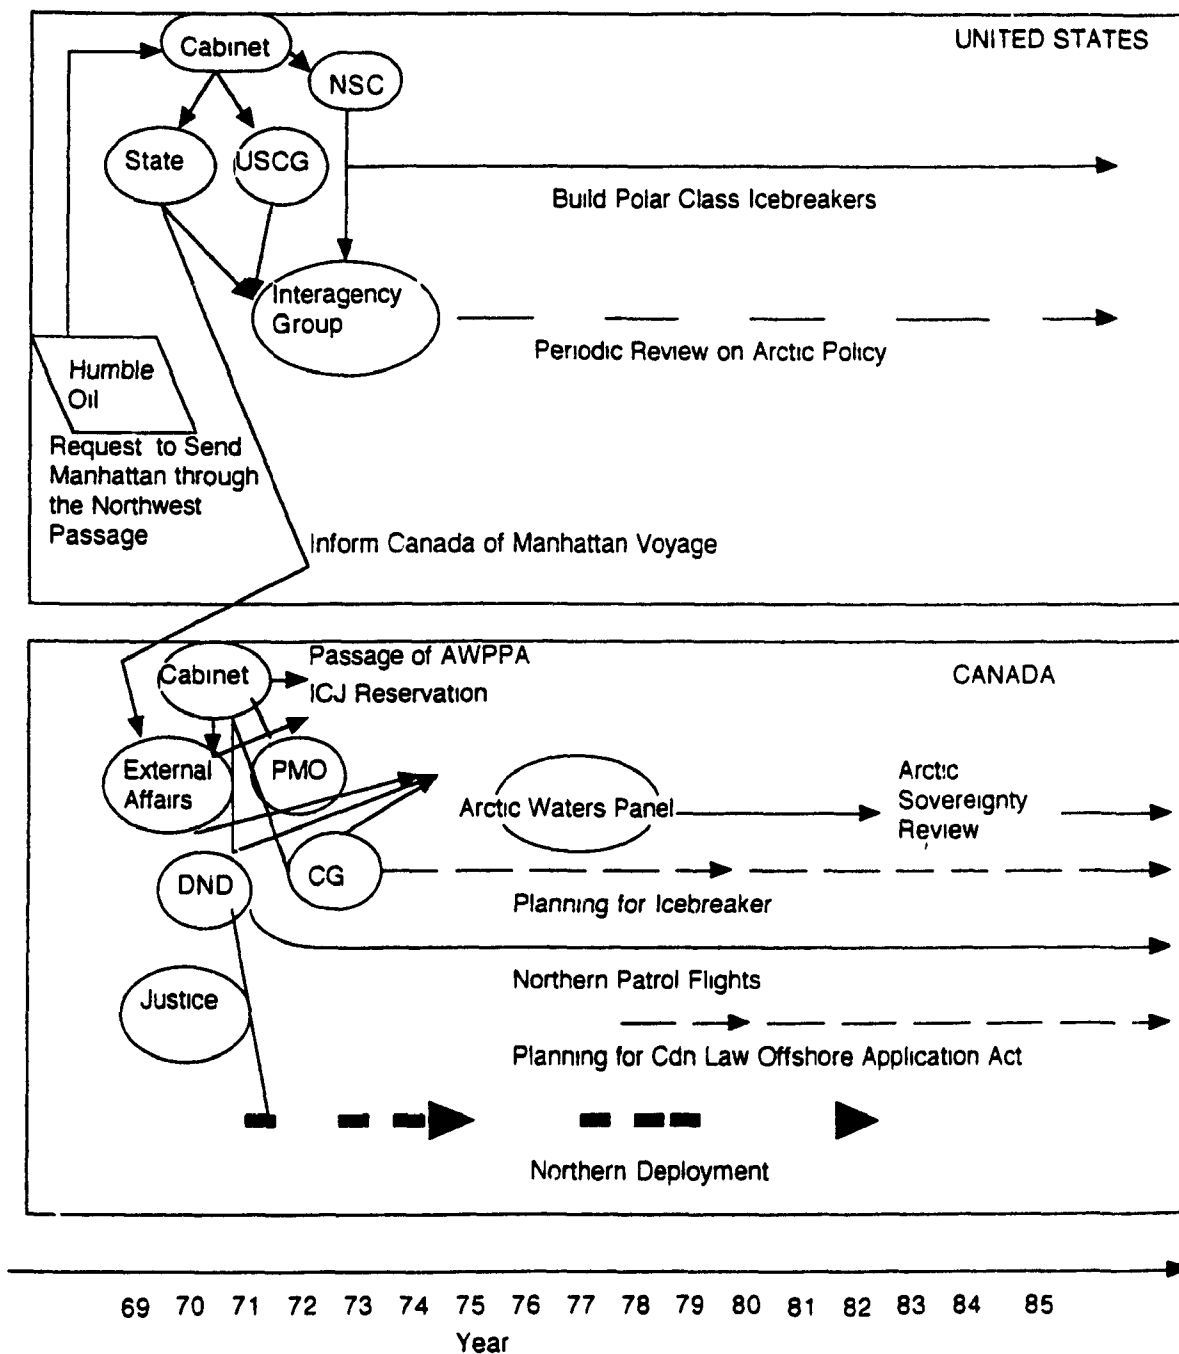 UNITED STATES
Cabinet
NSC
State
USCG
Build Polar Class Icebreakers
Interagency
Group
Periodic Review on Arctic Policy
Humble
Oil
Request to Send
Manhattan through
the Northwest
Passage
Inform Canada of Manhattan Voyage
CANADA
Cabinet
Passage of AWPPA
ICJ Reservation
External
Affairs
PMO
Arctic Waters Panel
Arctic
Sovereignty
Review
DND
CG
Planning for Icebreaker
Northern Patrol Flights
Justice
Planning for Cdn Law Offshore Application Act
Northern Deployment
69 70 71 72 73 74 75 76 77 78 79 80 81 82 83 84 85
Year